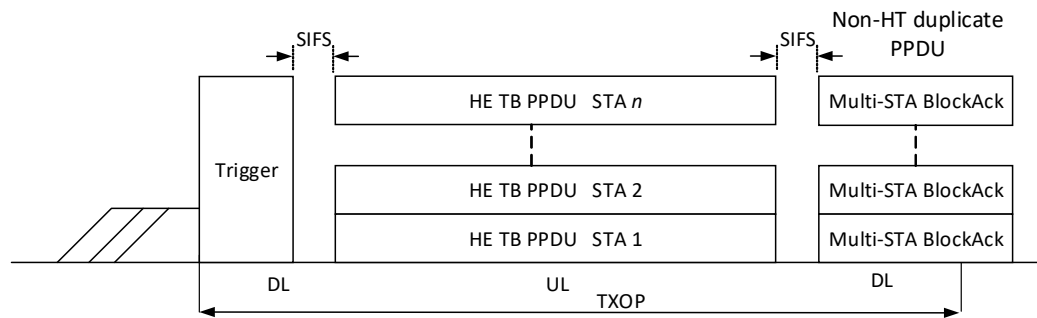 Non-HT duplicate
PPDU
SIFS
SIFS
HE TB PPDU STA n
Multi-STA BlockAck
Trigger
HE TB PPDU STA 2
Multi-STA BlockAck
HE TB PPDU STA 1
Multi-STA BlockAck
DL
UL
DL
TXOP